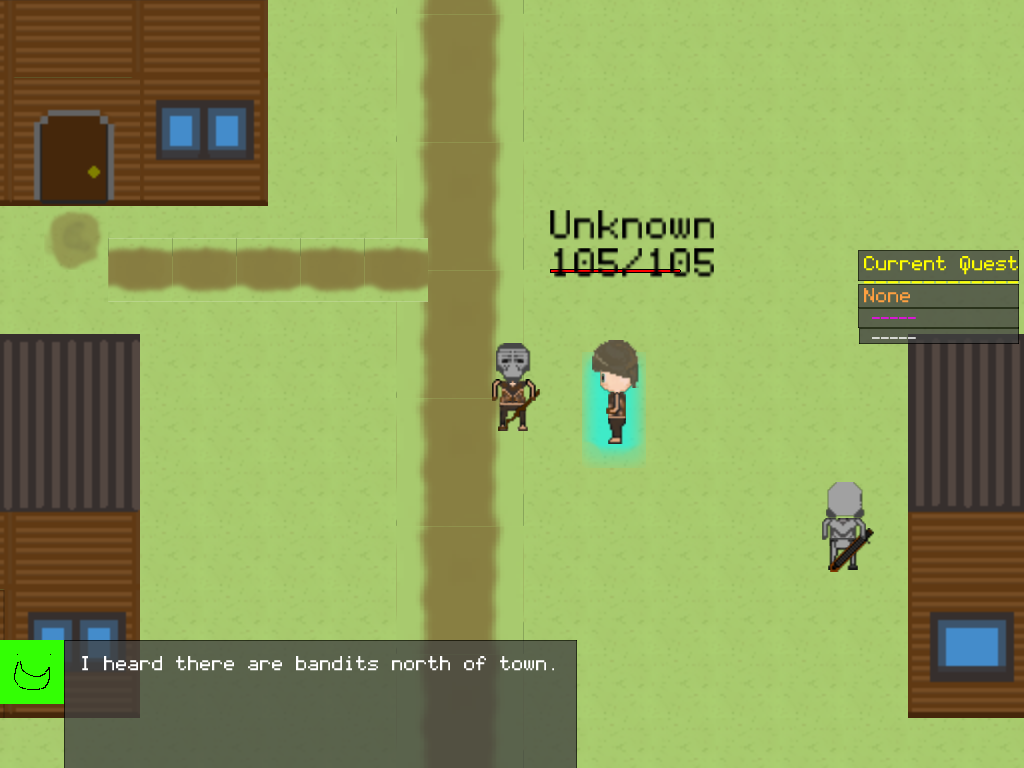 Unknown
105/105
Current Quest
None
-----
-----
I heard there are bandits north of town.